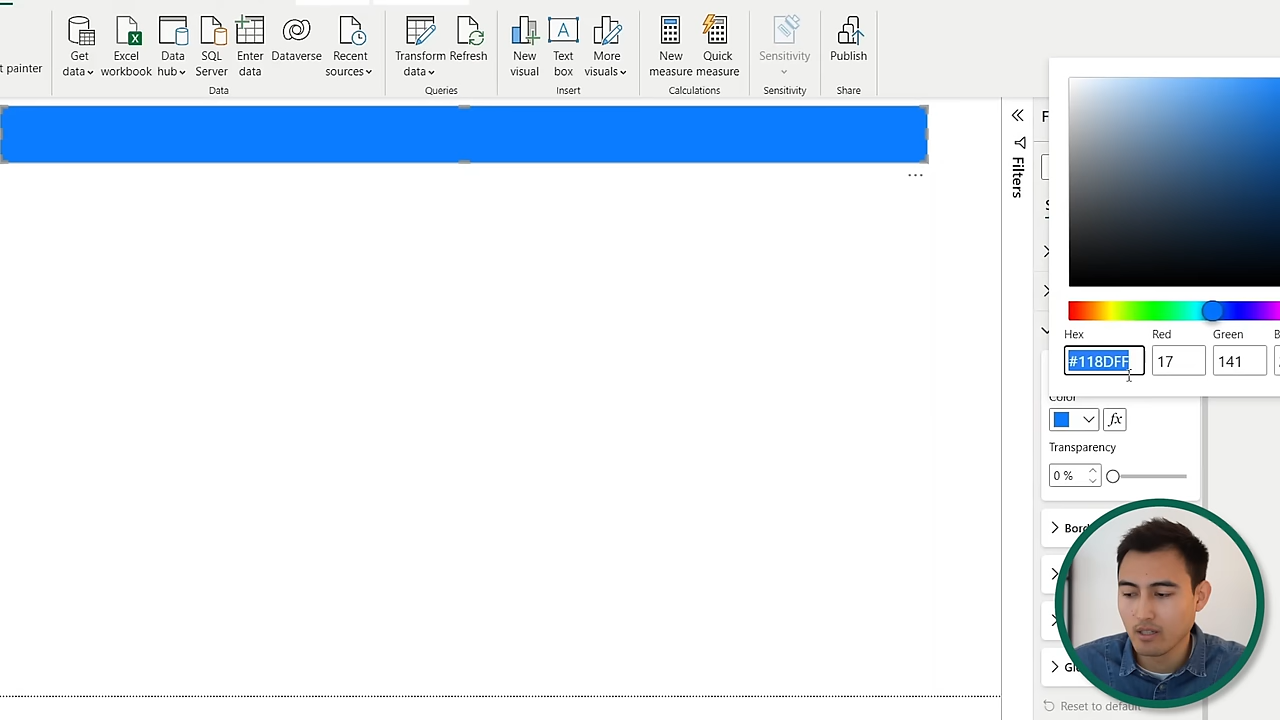 t painter
Get data
Excel workbook
Data hub
SQL Server
Enter data
Dataverse
Recent sources
Data
Transform data
Refresh
Queries
New visual
Text box
More visuals
Insert
New measure
Quick measure
Calculations
Sensitivity
Sensitivity
Publish
Share
Filters
Hex
Red
Green
#118DFF
17
141
Color
fx
Transparency
0 %
Reset to default